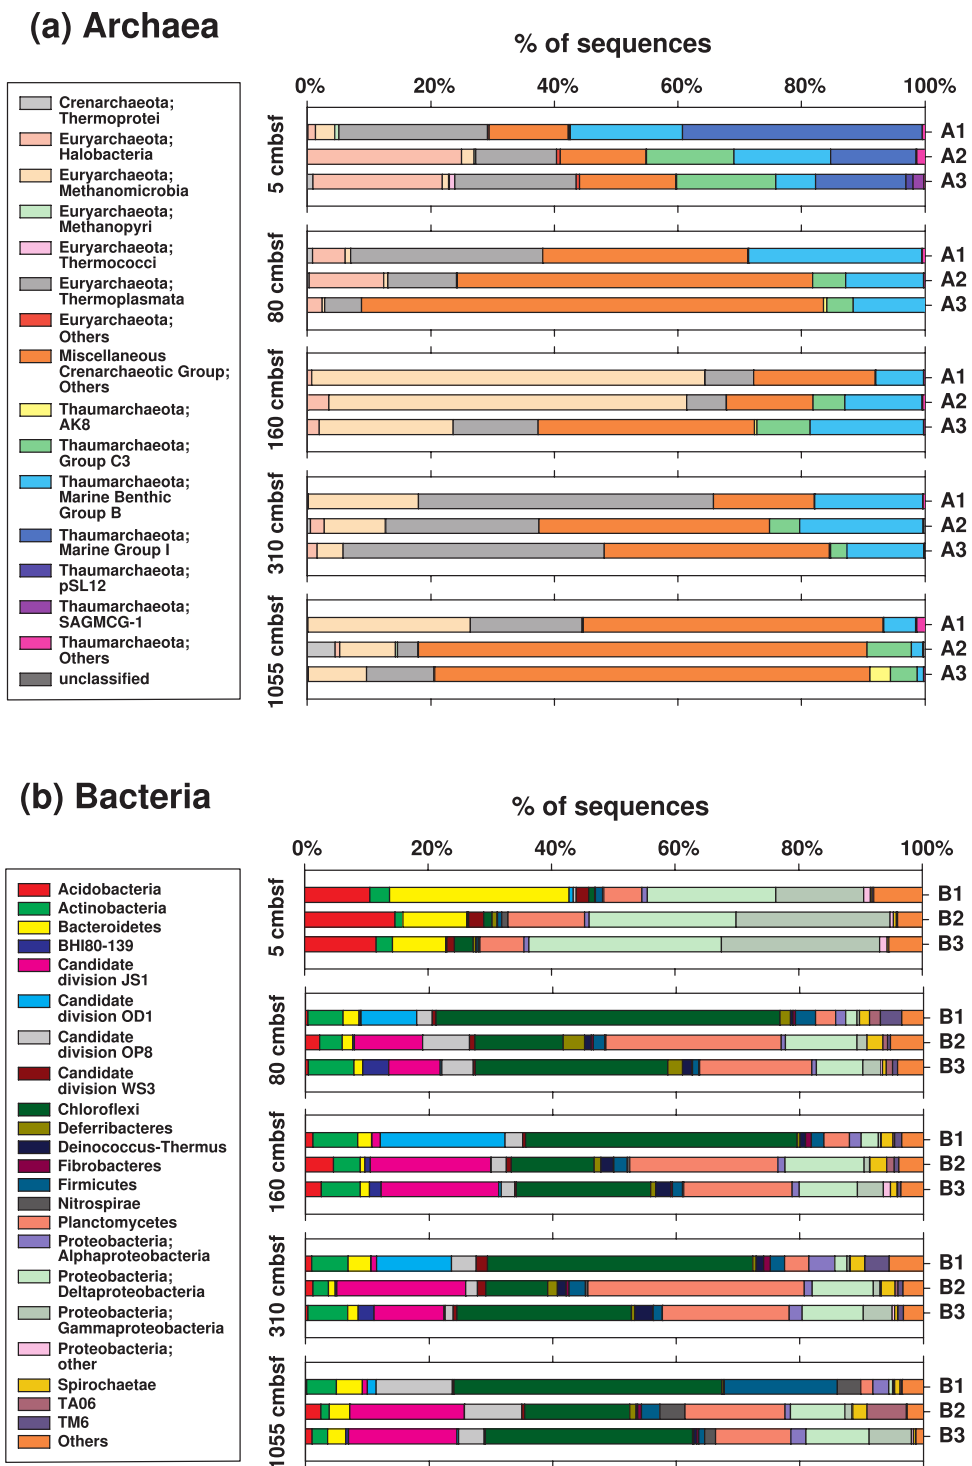 (a) Archaea
% of sequences
0% 20% 40% 60% 80% 100%
Crenarchaeota;
Thermoprotei
Euryarchaeota;
Halobacteria
Euryarchaeota;
Methanomicrobia
Euryarchaeota;
Methanopyri
Euryarchaeota;
Thermococci
Euryarchaeota;
Thermoplasmata
Euryarchaeota;
Others
Miscellaneous
Crenarchaeotic Group;
Others
Thaumarchaeota;
AK8
Thaumarchaeota;
Group C3
Thaumarchaeota;
Marine Benthic
Group B
Thaumarchaeota;
Marine Group I
Thaumarchaeota;
pSL12
Thaumarchaeota;
SAGMCG-1
Thaumarchaeota;
Others
unclassified
5 cmbsf
A1
A2
A3
80 cmbsf
A1
A2
A3
160 cmbsf
A1
A2
A3
310 cmbsf
A1
A2
A3
1055 cmbsf
A1
A2
A3
(b) Bacteria
% of sequences
0% 20% 40% 60% 80% 100%
Acidobacteria
Actinobacteria
Bacteroidetes
BHI80-139
Candidate
division JS1
Candidate
division OD1
Candidate
division OP8
Candidate
division WS3
Chloroflexi
Deferribacteres
Deinococcus-Thermus
Fibrobacteres
Firmicutes
Nitrospirae
Planctomycetes
Proteobacteria;
Alphaproteobacteria
Proteobacteria;
Deltaproteobacteria
Proteobacteria;
Gammaproteobacteria
Proteobacteria;
other
Spirochaetae
TA06
TM6
Others
5 cmbsf
B1
B2
B3
80 cmbsf
B1
B2
B3
160 cmbsf
B1
B2
B3
310 cmbsf
B1
B2
B3
1055 cmbsf
B1
B2
B3